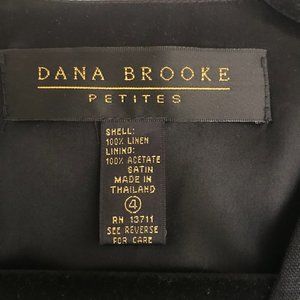 DANA BROOKE
PETITES
SHELL:
100% LINEN
LINING:
100% ACETATE
SATIN
MADE IN
THAILAND
4
RN 13711
SEE REVERSE
FOR CARE